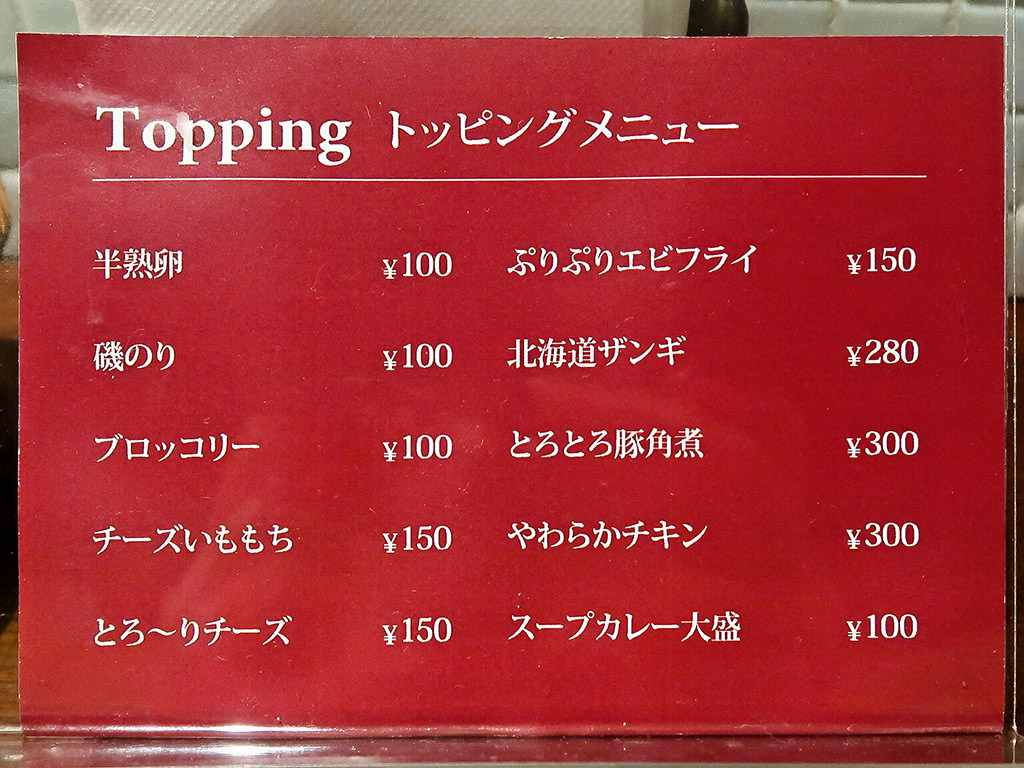 Topping トッピングメニュー
半熟卵 ¥100
磯のり ¥100
ブロッコリー ¥100
チーズいももち ¥150
とろ〜りチーズ ¥150
ぷりぷりエビフライ ¥150
北海道ザンギ ¥280
とろとろ豚角煮 ¥300
やわらかチキン ¥300
スープカレー大盛 ¥100